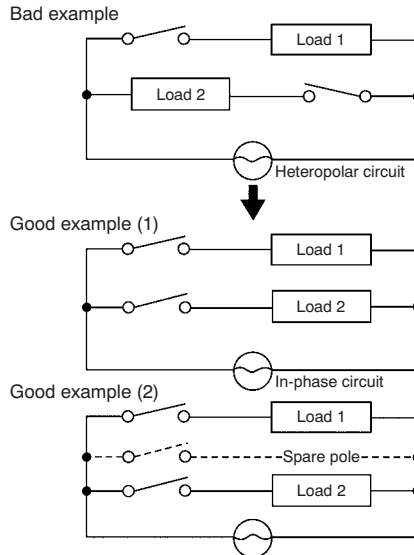 Bad example
Load 1
Load 2
Heteropolar circuit
Good example (1)
Load 1
Load 2
In-phase circuit
Good example (2)
Load 1
Spare pole
Load 2